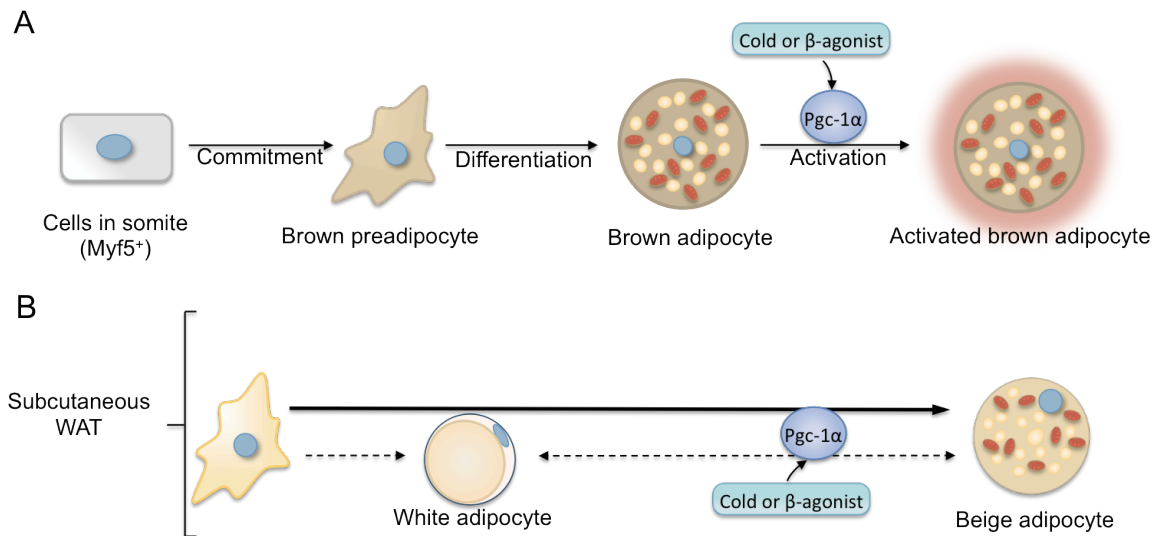 A
Cold or β-agonist
Pgc-1α
Commitment
Differentiation
Activation
Cells in somite
(Myf5⁺)
Brown preadipocyte
Brown adipocyte
Activated brown adipocyte
B
Subcutaneous
WAT
Pgc-1α
Cold or β-agonist
White adipocyte
Beige adipocyte